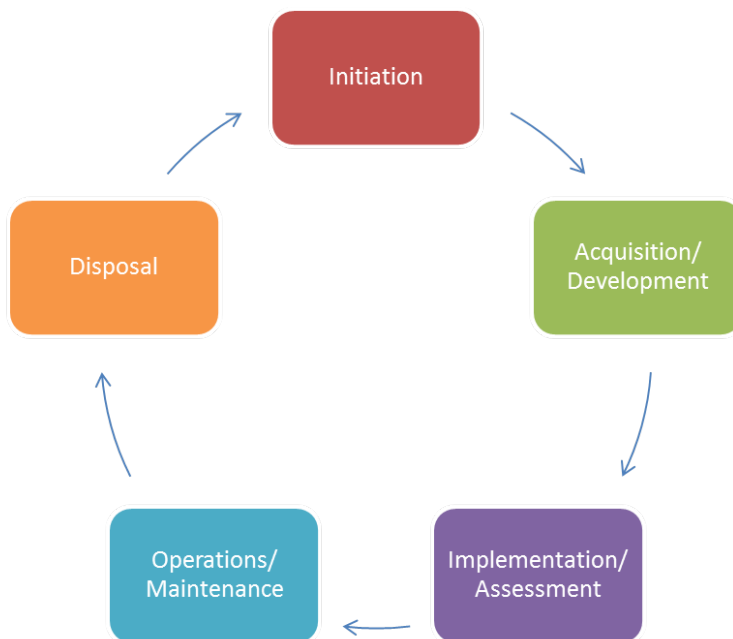 Initiation
Acquisition/
Development
Implementation/
Assessment
Operations/
Maintenance
Disposal